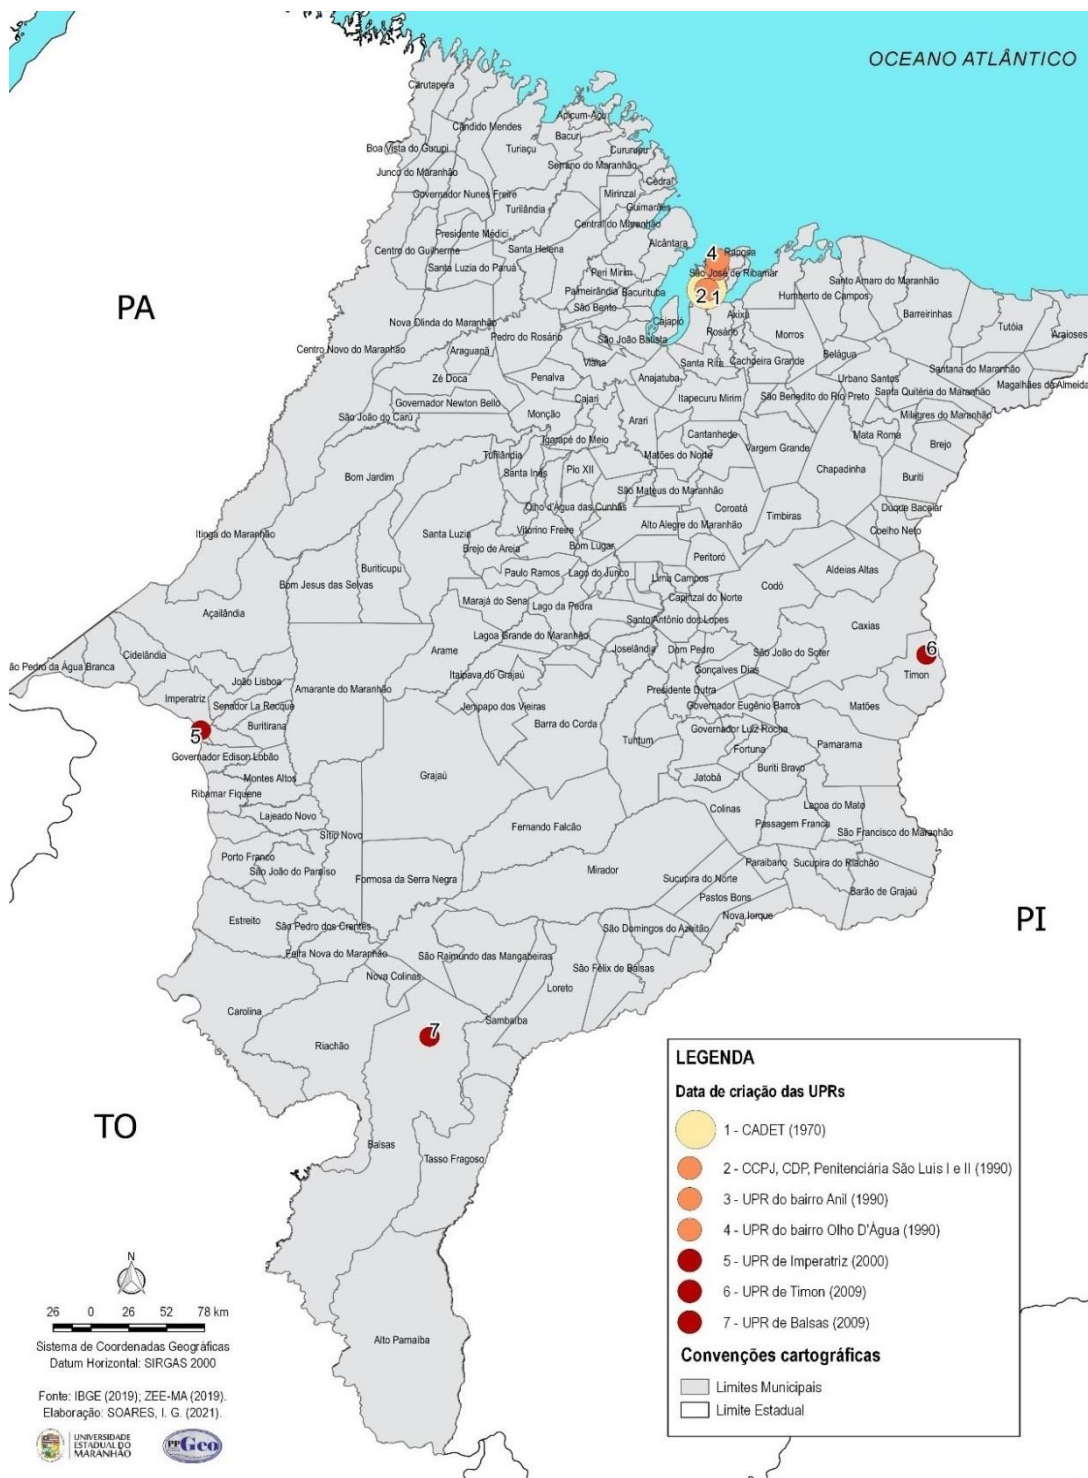 OCEANO ATLÂNTICO
Carutapera
Cândido Mendes
Apicum-Açu
Bacuri
Boa Vista do Gurupi
Turiaçu
Cururupu
Serrano do Maranhão
Junco do Maranhão
Cedral
Governador Nunes Freire
Mirinzal
Turilândia
Guimarães
Central do Maranhão
Presidente Médici
Alcântara
Centro do Guilherme
Santa Helena
4
Raposa
Santa Luzia do Paruá
Peri Mirim
São José de Ribamar
Santo Amaro do Maranhão
PA
Palmeirândia
Bacurituba
2
1
Humberto de Campos
São Bento
Barreirinhas
Nova Olinda do Maranhão
Cajapió
Axixá
Tutóia
Pedro do Rosário
São João Batista
Rosário
Morros
Araioses
Centro Novo do Maranhão
Araguanã
Viana
Santa Rita
Cachoeira Grande
Belágua
Santana do Maranhão
Zé Doca
Penalva
Anajatuba
Urbano Santos
Magalhães de Almeida
Governador Newton Bello
Cajari
Itapecuru Mirim
São Benedito do Rio Preto
Santa Quitéria do Maranhão
São João do Carú
Monção
Arari
Milagres do Maranhão
Igarapé do Meio
Cantanhede
Mata Roma
Brejo
Tufilândia
Matões do Norte
Vargem Grande
Bom Jardim
Santa Inês
Pio XII
Chapadinha
Buriti
São Mateus do Maranhão
Olho d'Água das Cunhãs
Coroatá
Duque Bacelar
Itinga do Maranhão
Santa Luzia
Vitorino Freire
Alto Alegre do Maranhão
Timbiras
Coelho Neto
Brejo de Areia
Bom Lugar
Peritoró
Buriticupu
Aldeias Altas
Bom Jesus das Selvas
Paulo Ramos
Lago do Junco
Lima Campos
Codó
Açailândia
Marajá do Sena
Lago da Pedra
Capinzal do Norte
Santo Antônio dos Lopes
Caxias
Lagoa Grande do Maranhão
Cidelândia
Arame
Joselândia
Dom Pedro
São João do Soter
6
ão Pedro da Água Branca
Itaipava do Grajaú
Gonçalves Dias
Timon
João Lisboa
Amarante do Maranhão
Presidente Dutra
Imperatriz
Senador La Rocque
Jenipapo dos Vieiras
Governador Eugênio Barros
Matões
Buritirana
Barra do Corda
Governador Luiz Rocha
5
Tuntum
Fortuna
Parnarama
Governador Edison Lobão
Buriti Bravo
Montes Altos
Grajaú
Jatobá
Ribamar Fiquene
Lajeado Novo
Colinas
Lagoa do Mato
Sítio Novo
Fernando Falcão
Passagem Franca
São Francisco do Maranhão
Porto Franco
São João do Paraíso
Formosa da Serra Negra
Mirador
Paraibano
Sucupira do Riachão
Sucupira do Norte
Barão de Grajaú
Pastos Bons
Estreito
São Pedro dos Crentes
Nova Iorque
PI
São Domingos do Azeitão
Feira Nova do Maranhão
São Raimundo das Mangabeiras
São Félix de Balsas
Nova Colinas
Loreto
Carolina
Sambaíba
Riachão
7
TO
Balsas
Tasso Fragoso
Alto Parnaíba
LEGENDA
Data de criação das UPRs
1 - CADET (1970)
2 - CCPJ, CDP, Penitenciária São Luis I e II (1990)
3 - UPR do bairro Anil (1990)
4 - UPR do bairro Olho D'Água (1990)
5 - UPR de Imperatriz (2000)
6 - UPR de Timon (2009)
7 - UPR de Balsas (2009)
Convenções cartográficas
Limites Municipais
Limite Estadual
N
26 0 26 52 78 km
Sistema de Coordenadas Geográficas
Datum Horizontal: SIRGAS 2000
Fonte: IBGE (2019); ZEE-MA (2019).
Elaboração: SOARES, I. G. (2021).
UNIVERSIDADE
ESTADUAL DO
MARANHÃO
PPGeo